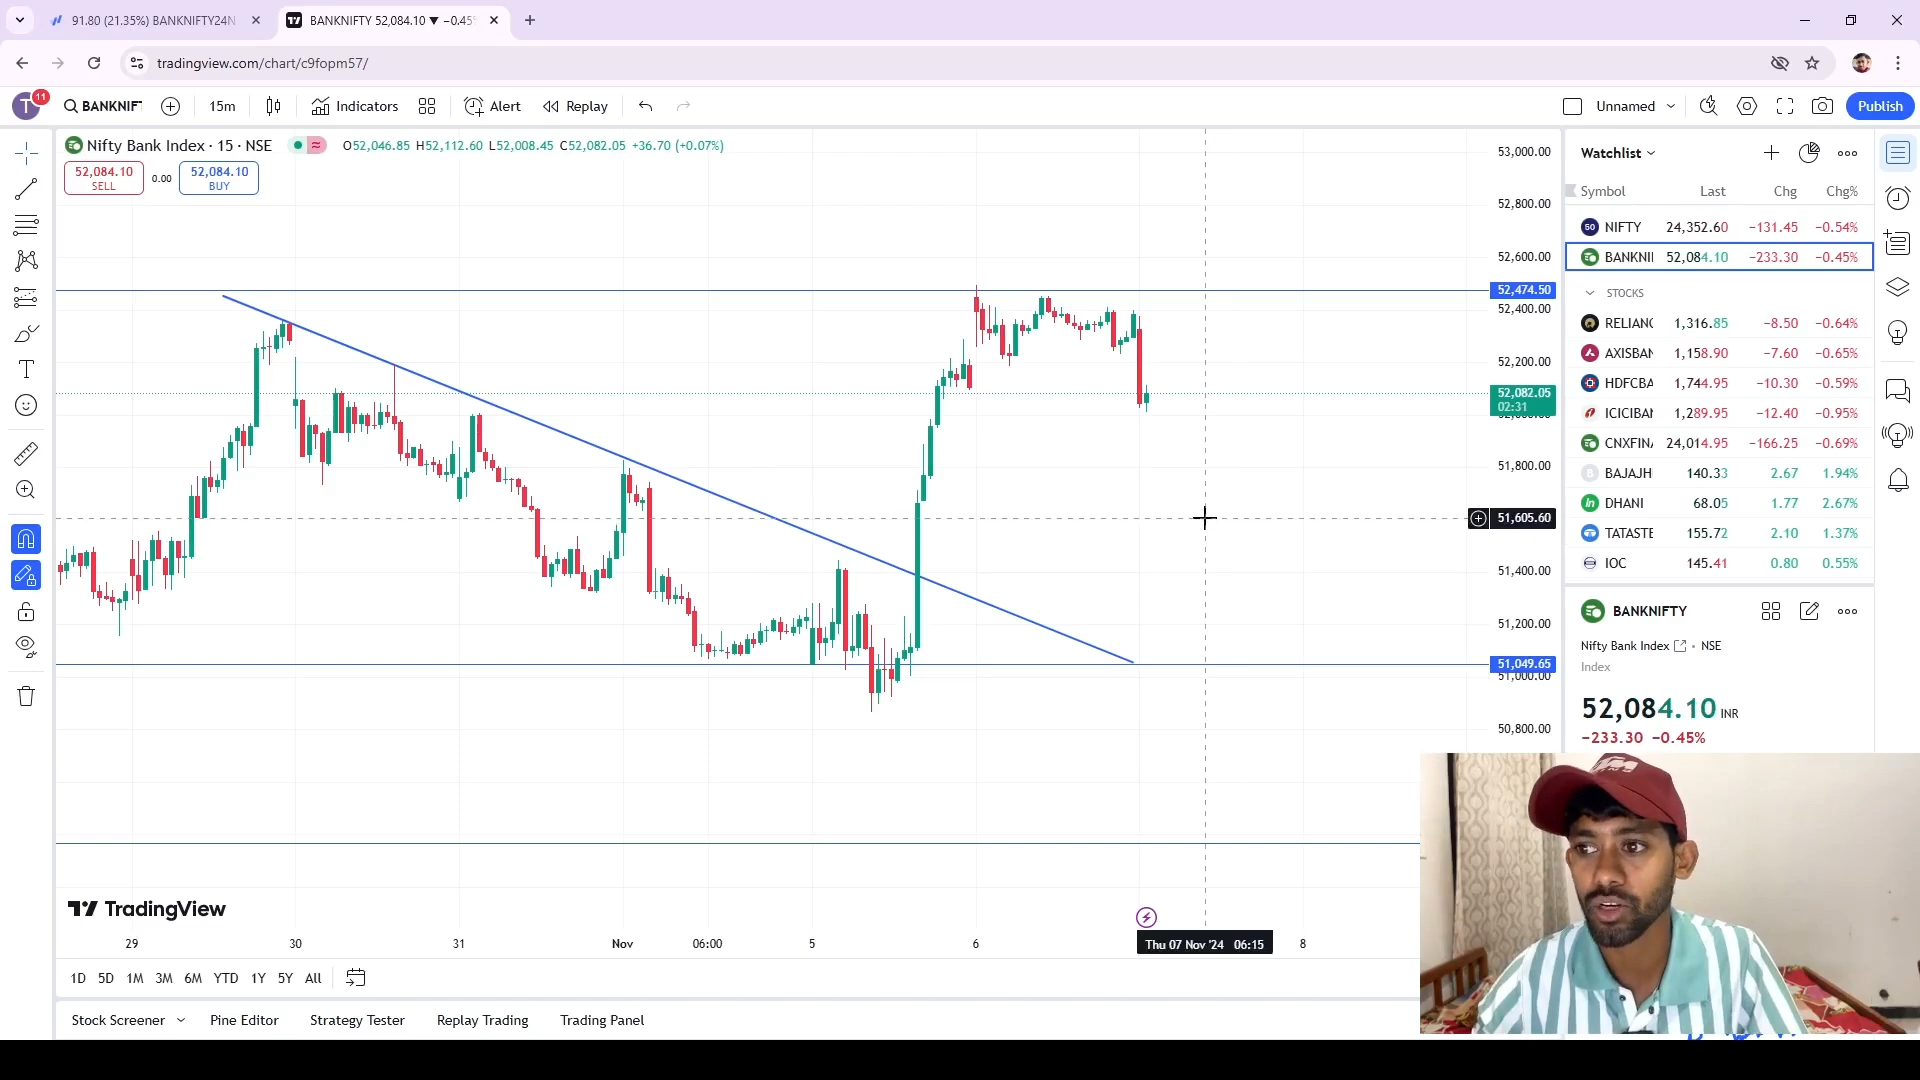 91.80 (21.35%) BANKNIFTY24N
BANKNIFTY 52,084.10 ▼ −0.45%
tradingview.com/chart/c9fopm57/
T 11 BANKNIF 15m Indicators Alert Replay Unnamed Publish
Nifty Bank Index · 15 · NSE O52,046.85 H52,112.60 L52,008.45 C52,082.05 +36.70 (+0.07%)
52,084.10 SELL 0.00 52,084.10 BUY
53,000.00
52,800.00
52,600.00
52,474.50
52,400.00
52,200.00
52,082.05
02:31
51,800.00
51,605.60
51,400.00
51,200.00
51,049.65
51,000.00
50,800.00
TradingView
29 30 31 Nov 06:00 5 6 Thu 07 Nov '24 06:15 8
1D 5D 1M 3M 6M YTD 1Y 5Y All
Stock Screener Pine Editor Strategy Tester Replay Trading Trading Panel
Watchlist
Symbol Last Chg Chg%
50 NIFTY 24,352.60 −131.45 −0.54%
BANKNI 52,084.10 −233.30 −0.45%
STOCKS
RELIANC 1,316.85 −8.50 −0.64%
AXISBAN 1,158.90 −7.60 −0.65%
HDFCBA 1,744.95 −10.30 −0.59%
ICICIBAN 1,289.95 −12.40 −0.95%
CNXFINA 24,014.95 −166.25 −0.69%
B BAJAJH 140.33 2.67 1.94%
DHANI 68.05 1.77 2.67%
TATASTE 155.72 2.10 1.37%
IOC 145.41 0.80 0.55%
BANKNIFTY
Nifty Bank Index • NSE
Index
52,084.10 INR
−233.30 −0.45%